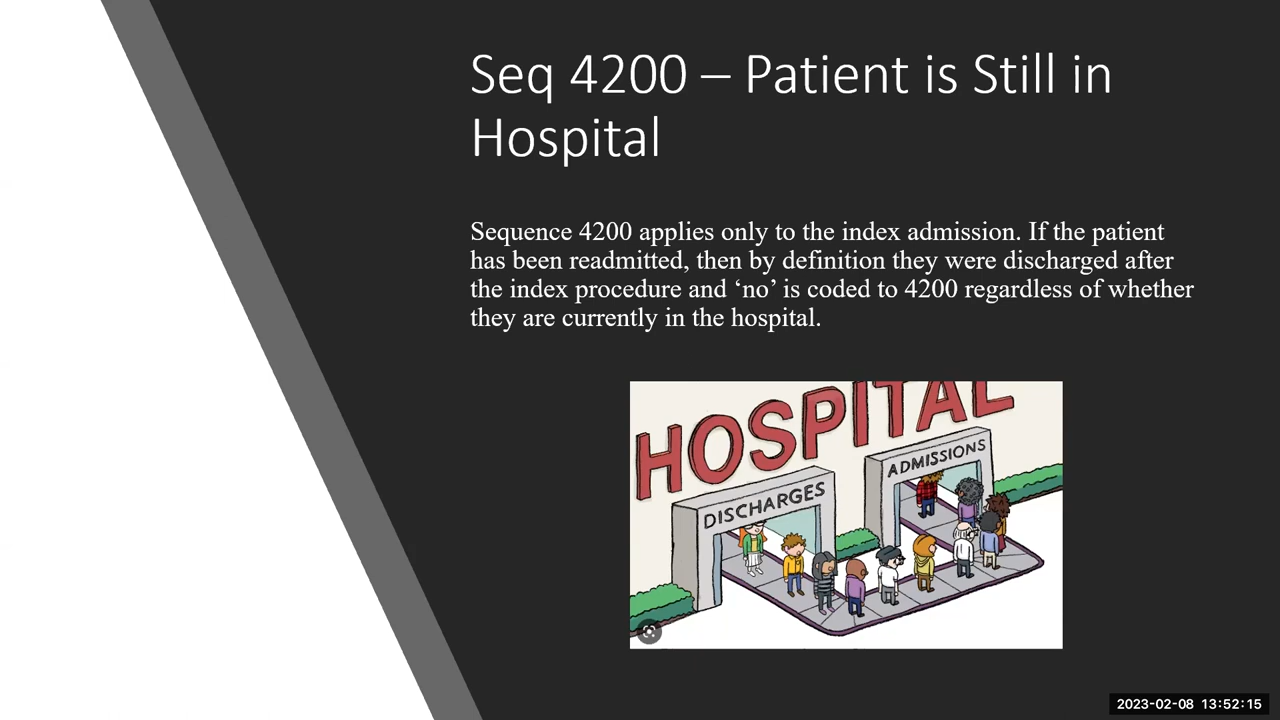 Seq 4200 – Patient is Still in
Hospital
Sequence 4200 applies only to the index admission. If the patient
has been readmitted, then by definition they were discharged after
the index procedure and ‘no’ is coded to 4200 regardless of whether
they are currently in the hospital.
HOSPITAL
DISCHARGES
ADMISSIONS
2023-02-08 13:52:15